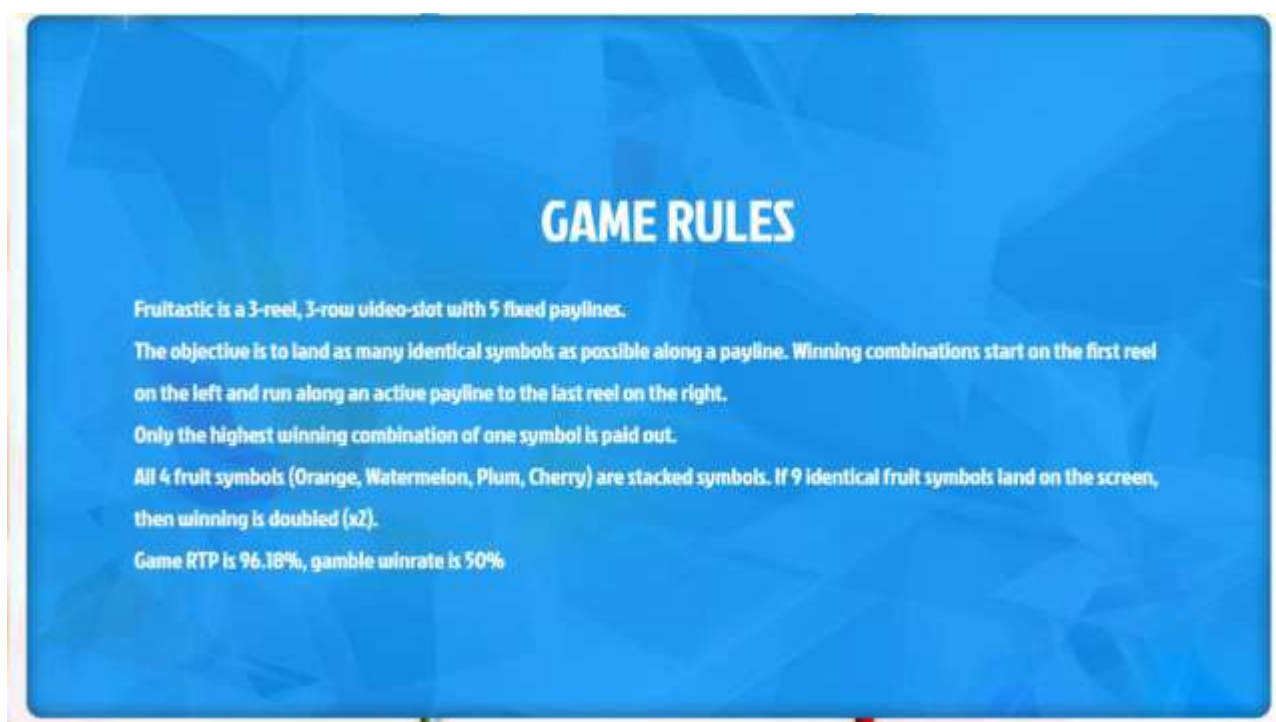 GAME RULES
Fruitastic is a 3-reel, 3-row video-slot with 5 fixed paylines.
The objective is to land as many identical symbols as possible along a payline. Winning combinations start on the first reel
on the left and run along an active payline to the last reel on the right.
Only the highest winning combination of one symbol is paid out.
All 4 fruit symbols (Orange, Watermelon, Plum, Cherry) are stacked symbols. If 9 identical fruit symbols land on the screen,
then winning is doubled (x2).
Game RTP is 96.18%, gamble winrate is 50%